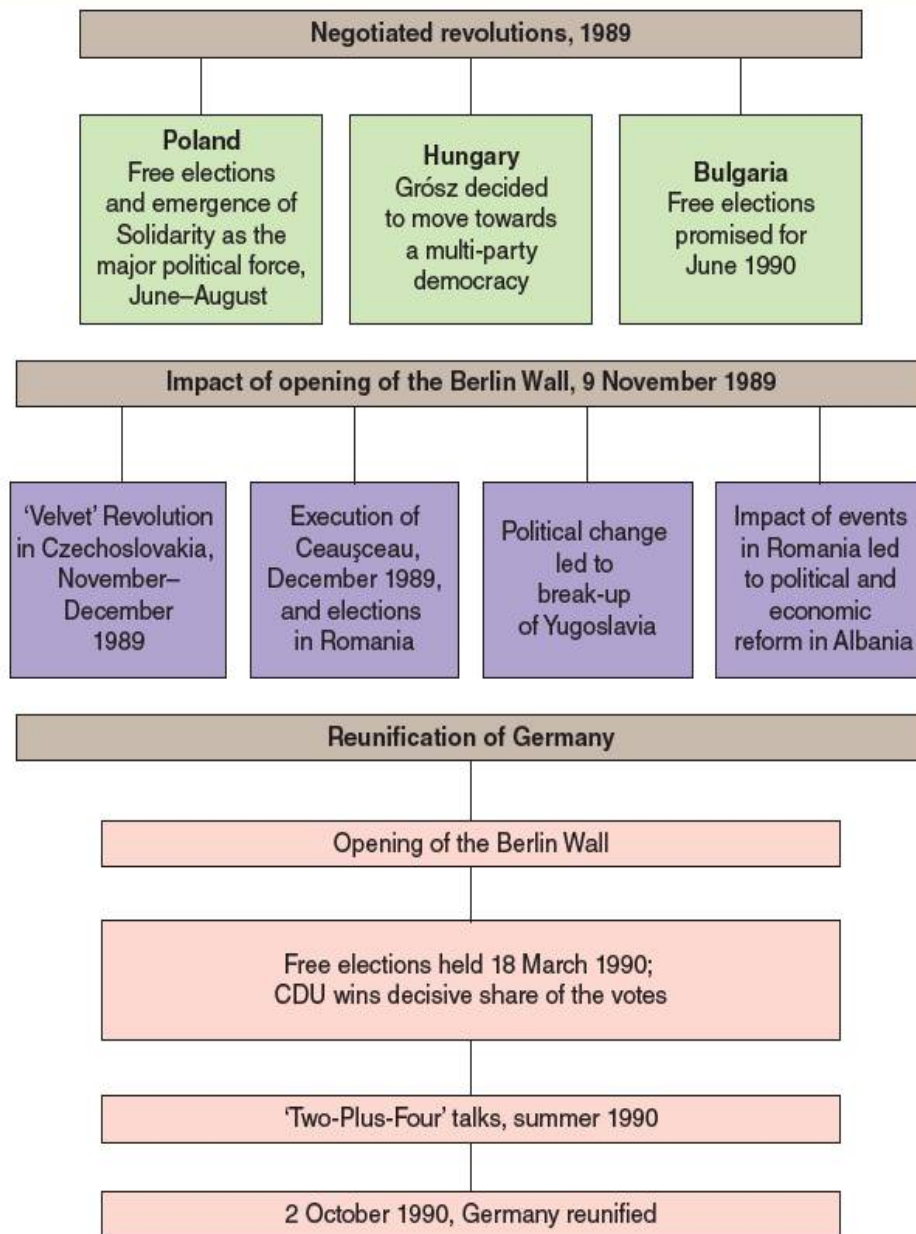 Negotiated revolutions, 1989
Poland
Free elections
and emergence of
Solidarity as the
major political force,
June–August
Hungary
Grósz decided
to move towards
a multi-party
democracy
Bulgaria
Free elections
promised for
June 1990
Impact of opening of the Berlin Wall, 9 November 1989
‘Velvet’ Revolution
in Czechoslovakia,
November–
December
1989
Execution of
Ceauşceau,
December 1989,
and elections
in Romania
Political change
led to
break-up
of Yugoslavia
Impact of events
in Romania led
to political and
economic
reform in Albania
Reunification of Germany
Opening of the Berlin Wall
Free elections held 18 March 1990;
CDU wins decisive share of the votes
‘Two-Plus-Four’ talks, summer 1990
2 October 1990, Germany reunified